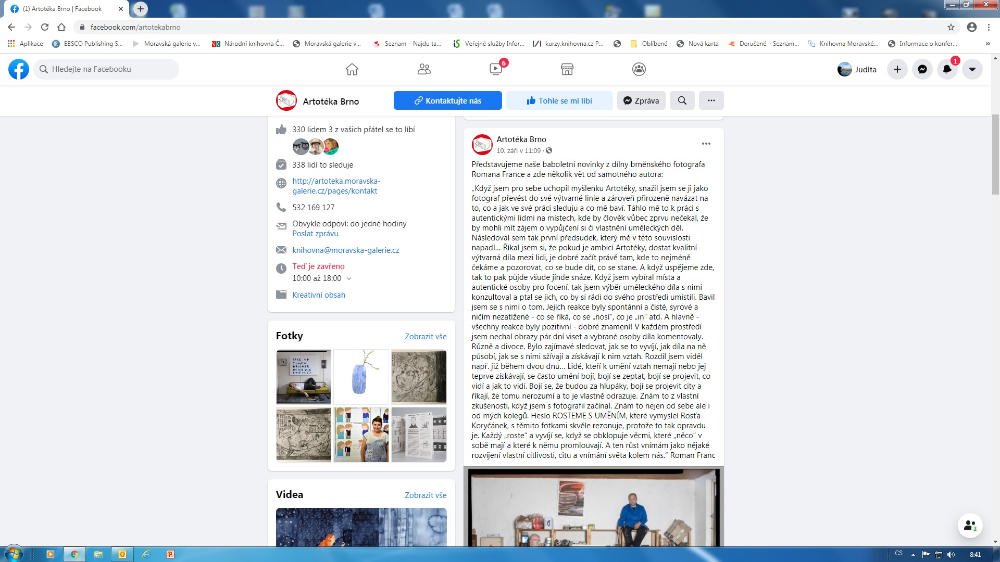 (1) Artotéka Brno | Facebook
facebook.com/artotekabrno
Aplikace
EBSCO Publishing S...
Moravská galerie v...
Národní knihovna Č...
Moravská galerie v...
Seznam – Najdu ta...
Veřejné služby Infor...
kurzy.knihovna.cz P...
Oblíbené
Nová karta
Doručené – Seznam...
Knihovna Moravské...
Informace o konfer...
»
Hledejte na Facebooku
6
Judita
1
Artotéka Brno
Kontaktujte nás
Tohle se mi líbí
Zpráva
330 lidem 3 z vašich přátel se to líbí
338 lidí to sleduje
http://artoteka.moravska-
galerie.cz/pages/kontakt
532 169 127
Obvykle odpoví: do jedné hodiny
Poslat zprávu
knihovna@moravska-galerie.cz
Teď je zavřeno
10:00 až 18:00
Kreativní obsah
Fotky
Zobrazit vše
RISE UP
YOUNG
BROTHER
Videa
Zobrazit vše
Artotéka Brno
10. září v 11:09 ·
Představujeme naše baboletní novinky z dílny brněnského fotografa
Romana France a zde několik vět od samotného autora:
„Když jsem pro sebe uchopil myšlenku Artotéky, snažil jsem se ji jako
fotograf převést do své výtvarné linie a zároveň přirozeně navázat na
to, co a jak ve své práci sleduju a co mě baví. Táhlo mě to k práci s
autentickými lidmi na místech, kde by člověk vůbec zprvu nečekal, že
by mohli mít zájem o vypůjčení si či vlastnění uměleckých děl.
Následoval sem tak první předsudek, který mě v této souvislosti
napadl... Říkal jsem si, že pokud je ambicí Artotéky, dostat kvalitní
výtvarná díla mezi lidi, je dobré začít právě tam, kde to nejméně
čekáme a pozorovat, co se bude dít, co se stane. A když uspějeme zde,
tak to pak půjde všude jinde snáze. Když jsem vybíral místa a
autentické osoby pro focení, tak jsem výběr uměleckého díla s nimi
konzultoval a ptal se jich, co by si rádi do svého prostředí umístili. Bavil
jsem se s nimi o tom. Jejich reakce byly spontánní a čisté, syrové a
ničím nezatížené - co se říká, co se „nosí“, co je „in“ atd. A hlavně -
všechny reakce byly pozitivní - dobré znamení! V každém prostředí
jsem nechal obrazy pár dní viset a vybrané osoby díla komentovaly.
Různě a divoce. Bylo zajímavé sledovat, jak se to vyvíjí, jak díla na ně
působí, jak se s nimi sžívají a získávají k nim vztah. Rozdíl jsem viděl
např. již během dvou dnů... Lidé, kteří k umění vztah nemají nebo jej
teprve získávají, se často umění bojí, bojí se zeptat, bojí se projevit, co
vidí a jak to vidí. Bojí se, že budou za hlupáky, bojí se projevit city a
říkají, že tomu nerozumí a to je vlastně odrazuje. Znám to z vlastní
zkušenosti, když jsem s fotografií začínal. Znám to nejen od sebe ale i
od mých kolegů. Heslo ROSTEME S UMĚNÍM, které vymyslel Rosťa
Koryčánek, s těmito fotkami skvěle rezonuje, protože to tak opravdu
je. Každý „roste“ a vyvíjí se, když se obklopuje věcmi, které „něco“ v
sobě mají a které k němu promlouvají. A ten růst vnímám jako nějaké
rozvíjení vlastní citlivosti, citu a vnímání světa kolem nás.“ Roman Franc
1
CS
8:41